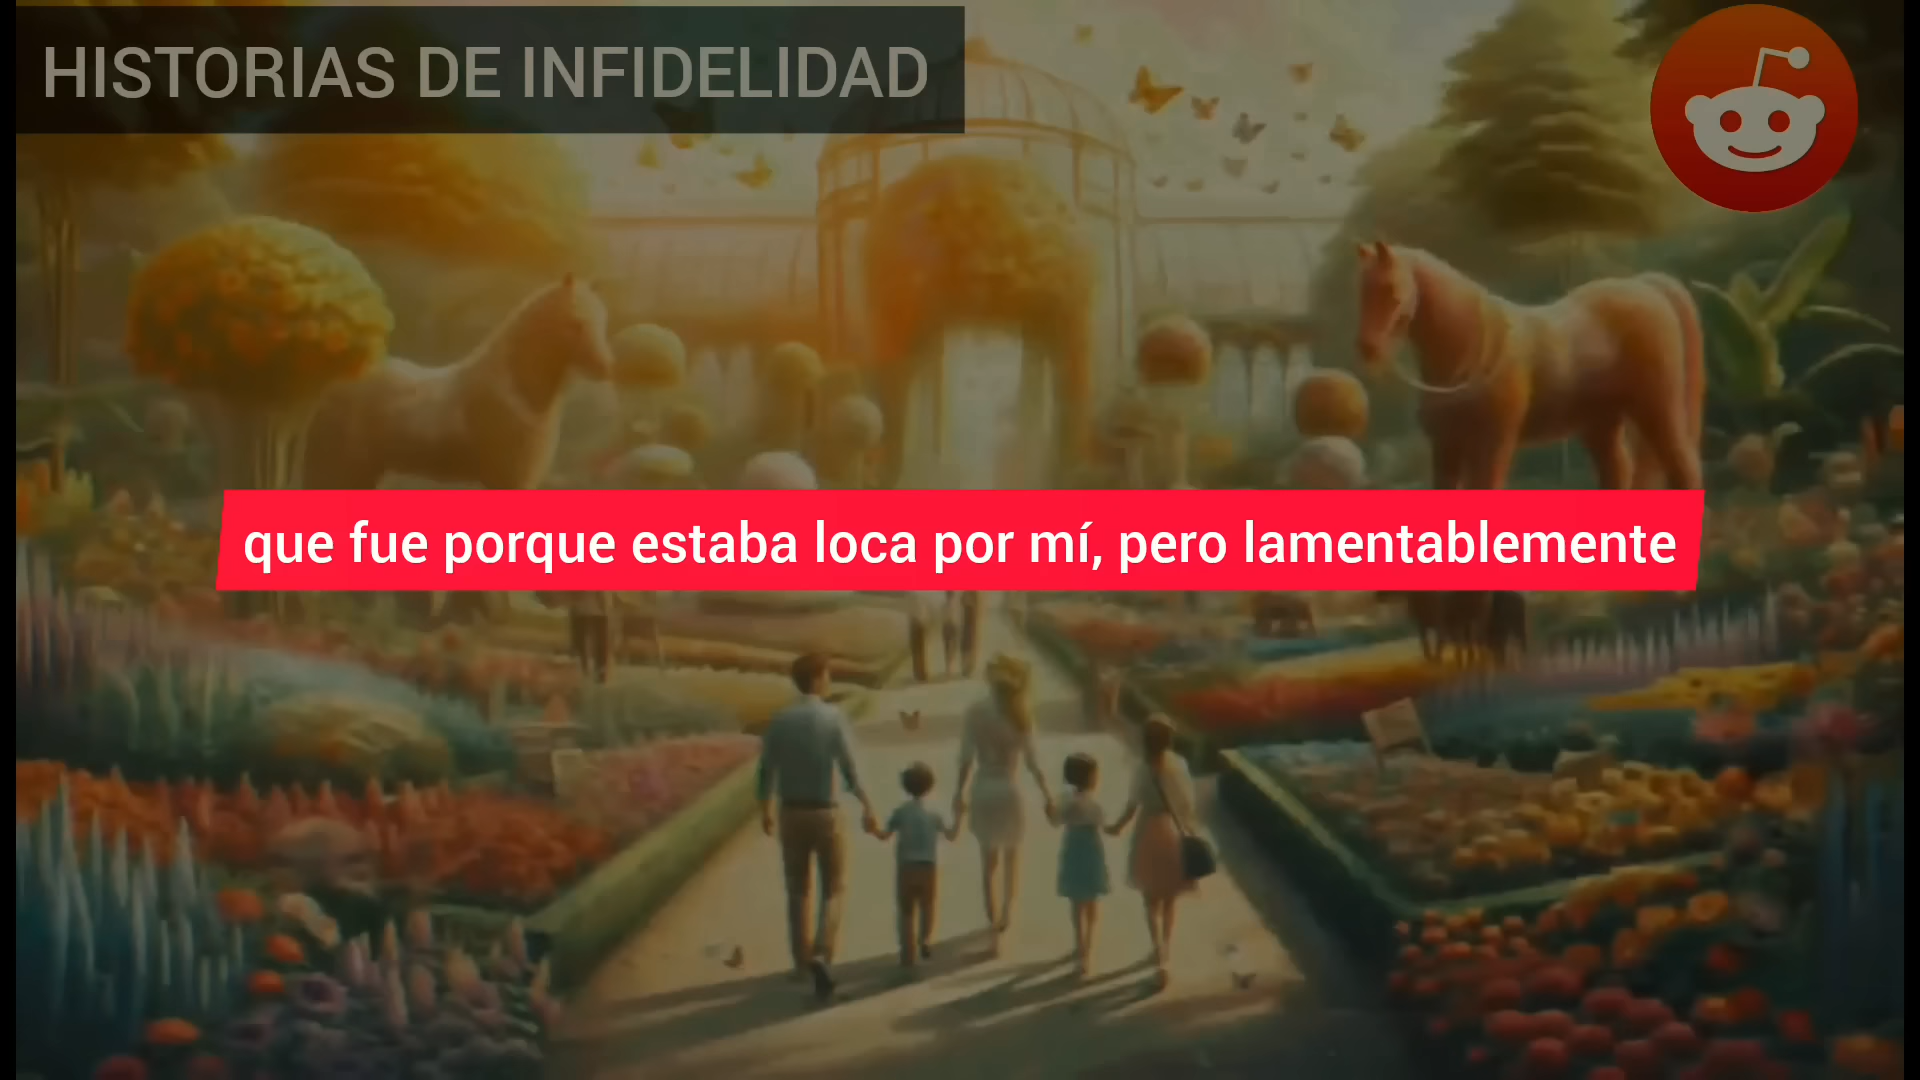 HISTORIAS DE INFIDELIDAD
que fue porque estaba loca por mí, pero lamentablemente